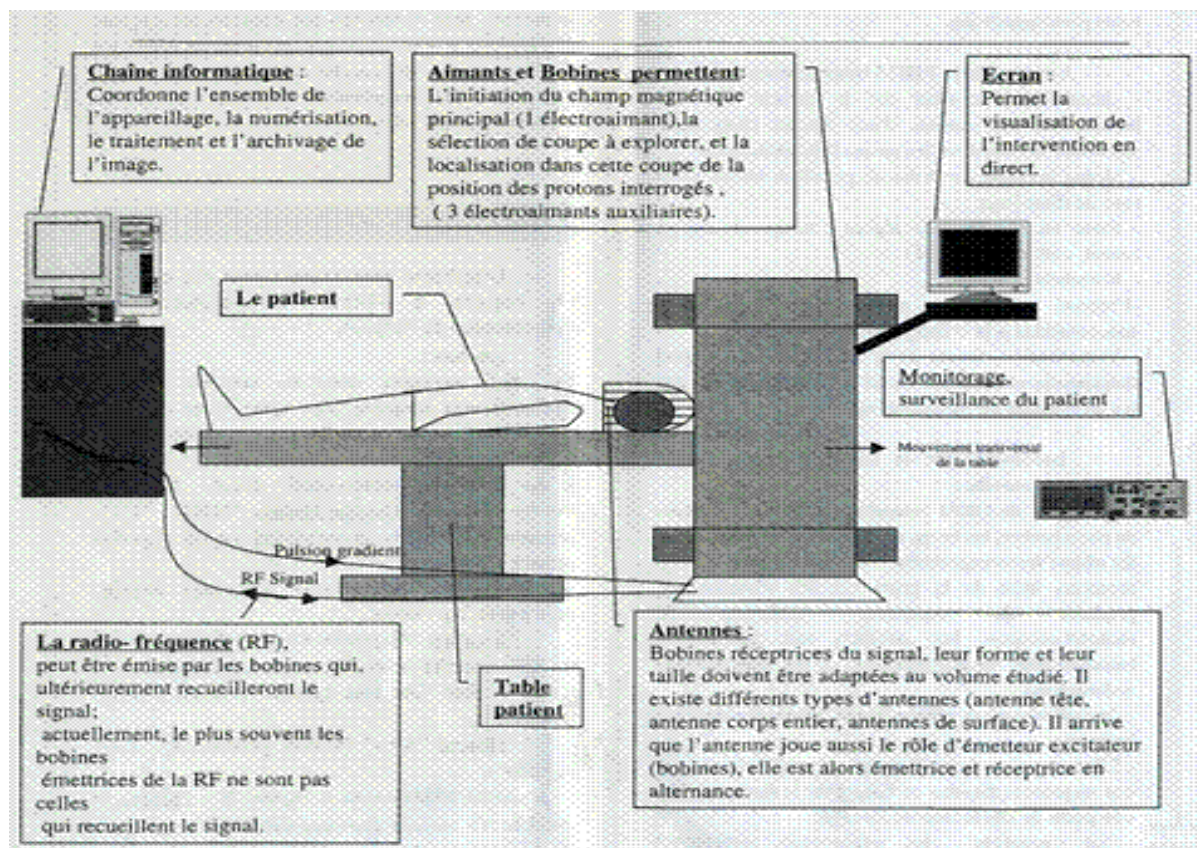 Chaîne informatique :
Coordonne l'ensemble de
l'appareillage, la numérisation,
le traitement et l'archivage de
l'image.
Aimants et Bobines permettent:
L'initiation du champ magnétique
principal (1 électroaimant),la
sélection de coupe à explorer, et la
localisation dans cette coupe de la
position des protons interrogés ,
( 3 électroaimants auxiliaires).
Ecran :
Permet la
visualisation de
l'intervention en
direct.
Le patient
Monitorage,
surveillance du patient
Mouvement transversal
de la table
Pulsion gradient
RF Signal
La radio- fréquence (RF),
peut être émise par les bobines qui,
ultérieurement recueilleront le
signal;
actuellement, le plus souvent les
bobines
émettrices de la RF ne sont pas
celles
qui recueillent le signal.
Table
patient
Antennes :
Bobines réceptrices du signal, leur forme et leur
taille doivent être adaptées au volume étudié. Il
existe différents types d'antennes (antenne tête,
antenne corps entier, antennes de surface). Il arrive
que l'antenne joue aussi le rôle d'émetteur excitateur
(bobines), elle est alors émettrice et réceptrice en
alternance.